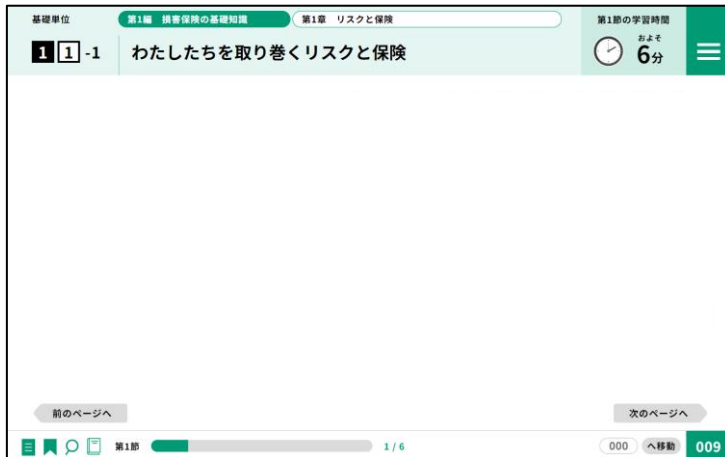 基礎単位
第1編 損害保険の基礎知識
第1章 リスクと保険
第1節の学習時間
1 1 -1
わたしたちを取り巻くリスクと保険
およそ
6分
前のページへ
次のページへ
第1節
1 / 6
000
へ移動
009